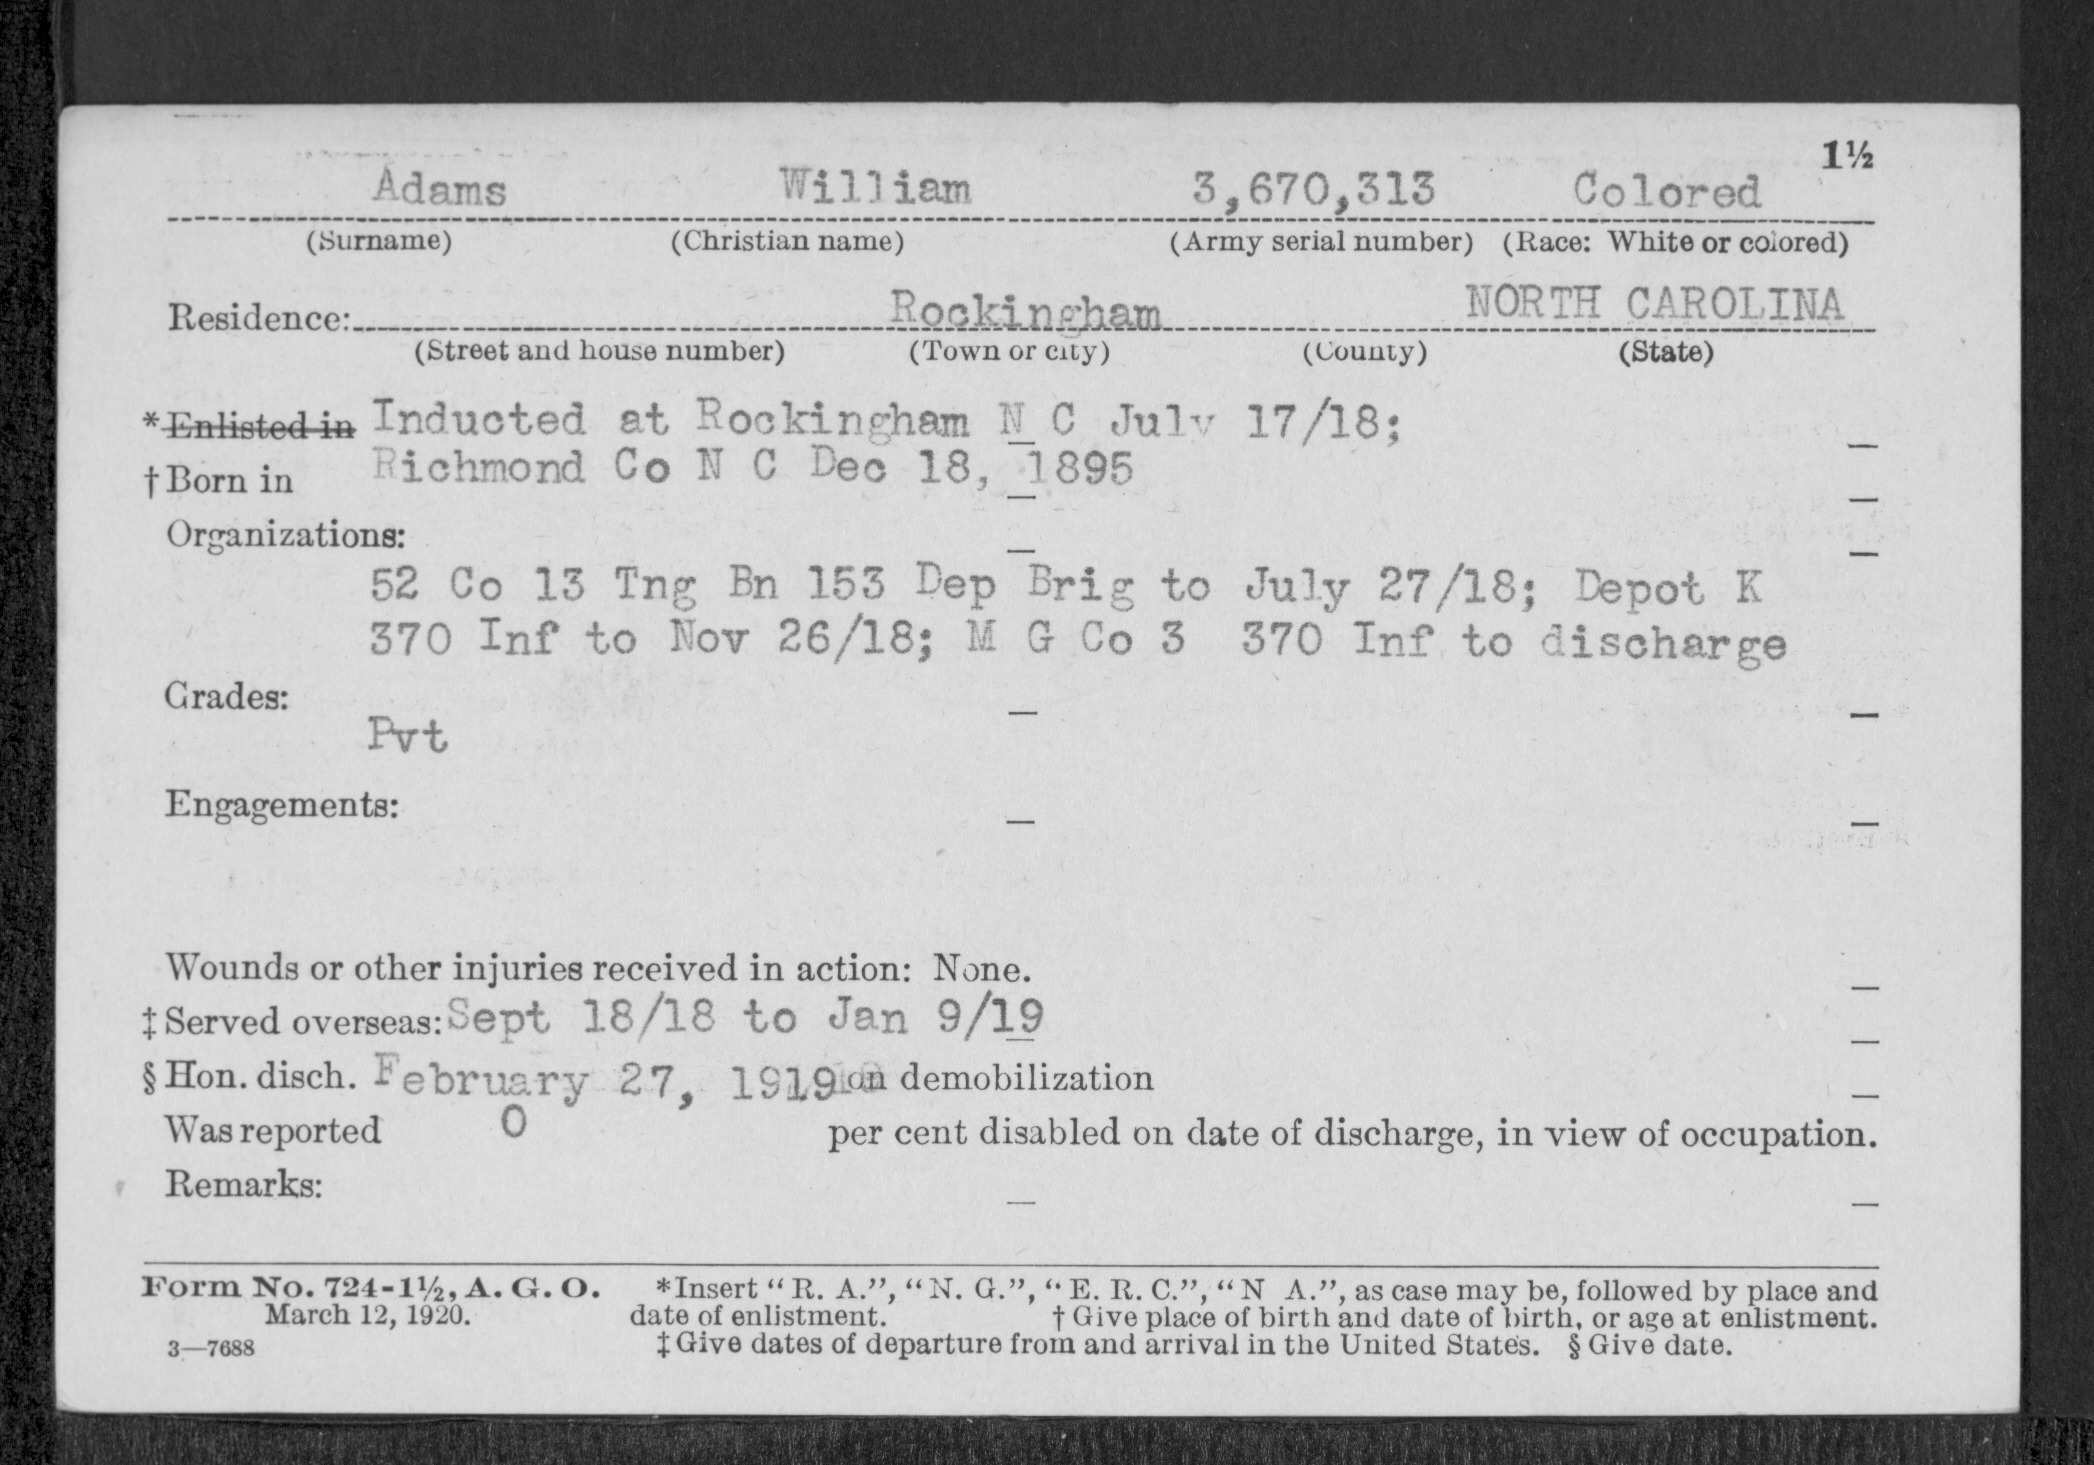 1½
Adams William 3,670,313 Colored
(Surname) (Christian name) (Army serial number) (Race: White or colored)
Residence: Rockingham NORTH CAROLINA
(Street and house number) (Town or city) (County) (State)
*Enlisted in Inducted at Rockingham N C July 17/18;
†Born in Richmond Co N C Dec 18, 1895
Organizations:
52 Co 13 Tng Bn 153 Dep Brig to July 27/18; Depot K
370 Inf to Nov 26/18; M G Co 3 370 Inf to discharge
Grades:
Pvt
Engagements:
Wounds or other injuries received in action: None.
‡Served overseas: Sept 18/18 to Jan 9/19
§Hon. disch. February 27, 1919 on demobilization
Was reported 0 per cent disabled on date of discharge, in view of occupation.
Remarks:
Form No. 724-1½, A. G. O. *Insert “R. A.”, “N. G.”, “E. R. C.”, “N A.”, as case may be, followed by place and
March 12, 1920. date of enlistment. †Give place of birth and date of birth, or age at enlistment.
3—7688 ‡Give dates of departure from and arrival in the United States. §Give date.